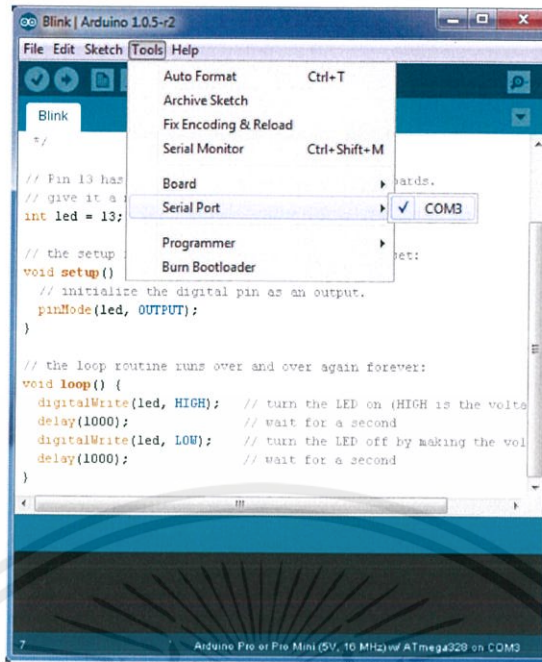 Blink | Arduino 1.0.5-r2
File Edit Sketch Tools Help
Auto Format Ctrl+T
Archive Sketch
Fix Encoding & Reload
Serial Monitor Ctrl+Shift+M
Board
Serial Port
COM3
Programmer
Burn Bootloader
Blink
*/
// Pin 13 has
// give it a
int led = 13;
// the setup
void setup()
// initialize the digital pin as an output.
pinMode(led, OUTPUT);
}
// the loop routine runs over and over again forever:
void loop() {
digitalWrite(led, HIGH); // turn the LED on (HIGH is the volta
delay(1000); // wait for a second
digitalWrite(led, LOW); // turn the LED off by making the vol
delay(1000); // wait for a second
}
7 Arduino Pro or Pro Mini (5V, 16 MHz) w/ ATmega328 on COM3